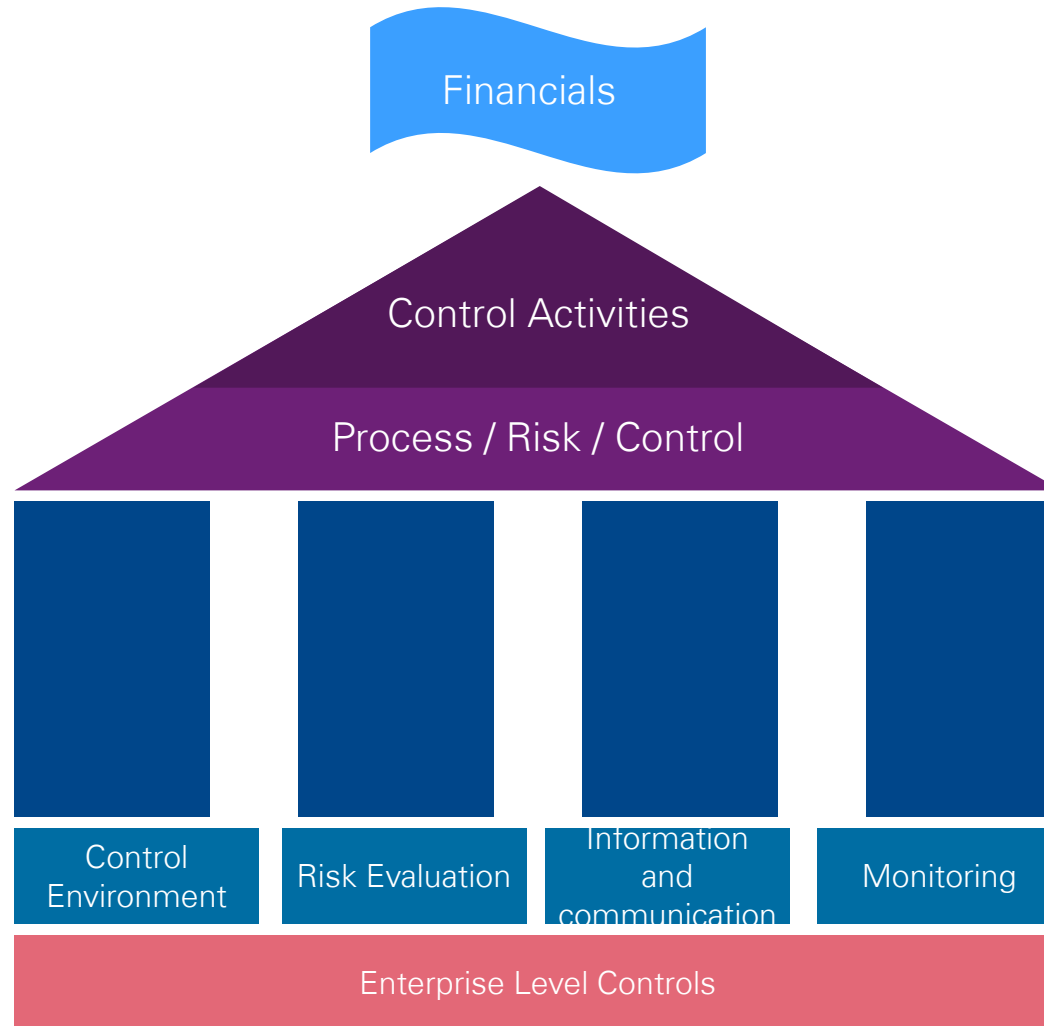 Financials
Control Activities
Process / Risk / Control
Control
Environment
Risk Evaluation
Information
and
communication
Monitoring
Enterprise Level Controls